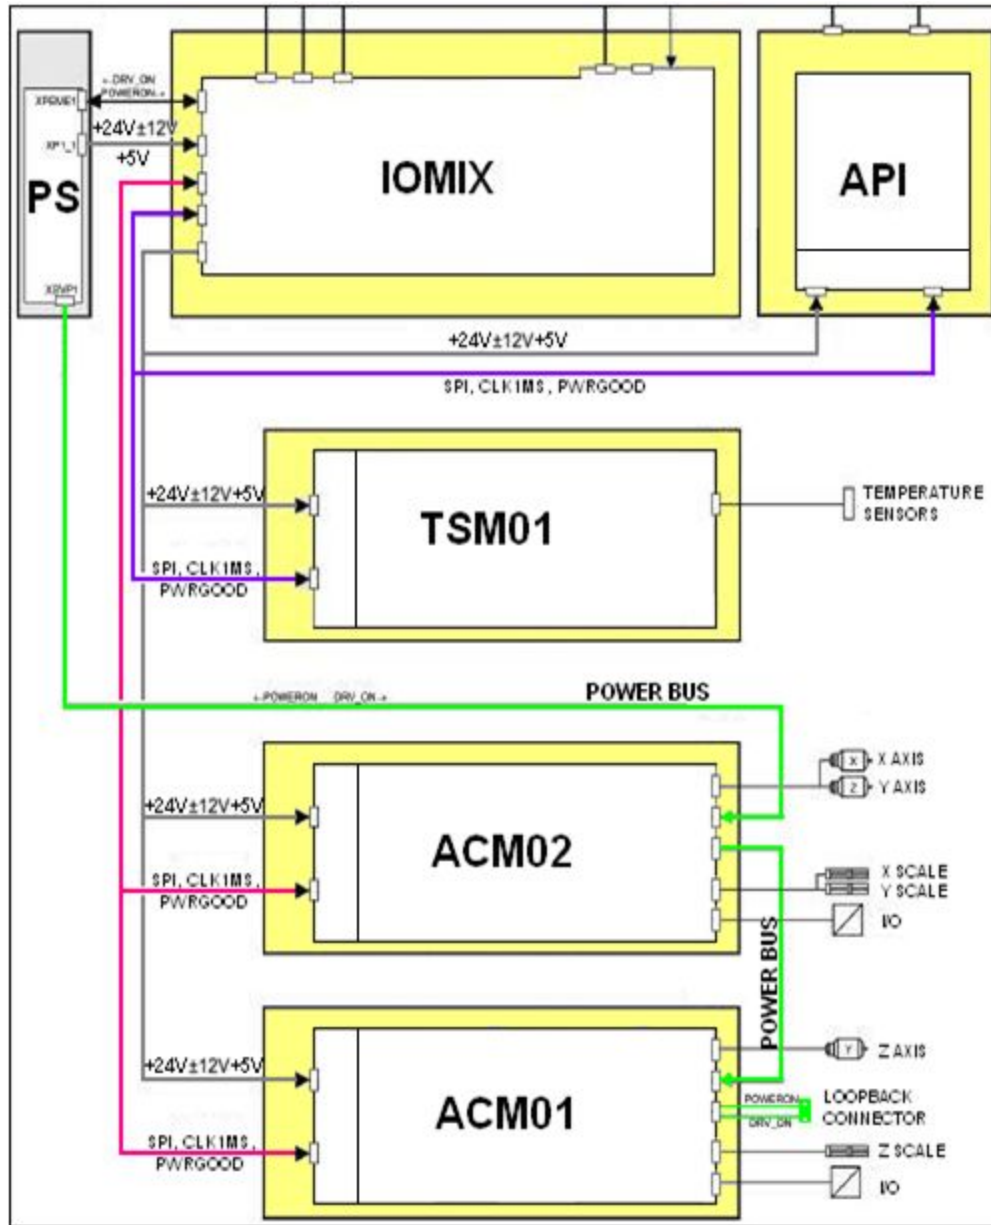 ←DRV_ON
POWERON→
XPEME1
+24V±12V
XP1_1
+5V
PS
IOMIX
API
+24V±12V+5V
SPI, CLK1MS, PWRGOOD
+24V±12V+5V
TSM01
TEMPERATURE
SENSORS
SPI, CLK1MS,
PWRGOOD
←POWERON DRV_ON→
POWER BUS
X AXIS
X
Y AXIS
Z
+24V±12V+5V
ACM02
X SCALE
Y SCALE
SPI, CLK1MS,
PWRGOOD
I/O
POWER BUS
Z AXIS
Y
+24V±12V+5V
ACM01
POWERON
DRV_ON
LOOPBACK
CONNECTOR
SPI, CLK1MS,
PWRGOOD
Z SCALE
I/O